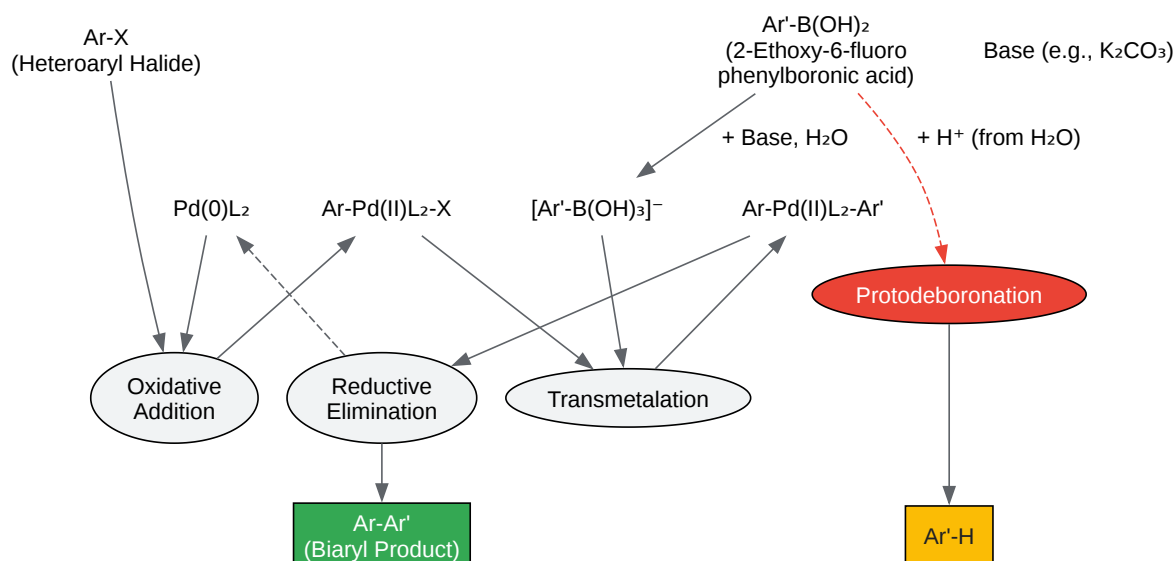 Ar-X
(Heteroaryl Halide)
Ar'-B(OH)₂
(2-Ethoxy-6-fluoro
phenylboronic acid)
Base (e.g., K₂CO₃)
+ Base, H₂O
+ H⁺ (from H₂O)
Pd(0)L₂
Ar-Pd(II)L₂-X
[Ar'-B(OH)₃]⁻
Ar-Pd(II)L₂-Ar'
Protodeboronation
Oxidative
Addition
Reductive
Elimination
Transmetalation
Ar-Ar'
(Biaryl Product)
Ar'-H